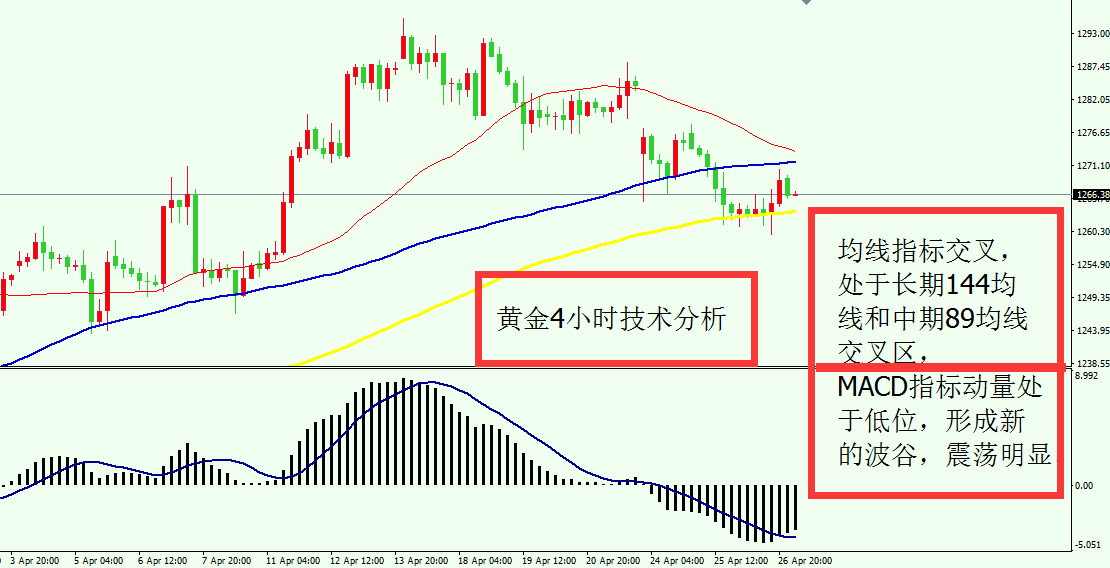 1293.00
1287.45
1282.05
1276.65
1271.10
1265.38
1260.30
1254.90
1249.35
1243.95
1238.55
黄金4小时技术分析
均线指标交叉，
处于长期144均
线和中期89均线
交叉区，
MACD指标动量处
于低位，形成新
的波谷，震荡明显
8.992
0.00
-5.051
3 Apr 20:00
5 Apr 04:00
6 Apr 12:00
7 Apr 20:00
11 Apr 04:00
12 Apr 12:00
13 Apr 20:00
18 Apr 04:00
19 Apr 12:00
20 Apr 20:00
24 Apr 04:00
25 Apr 12:00
26 Apr 20:00